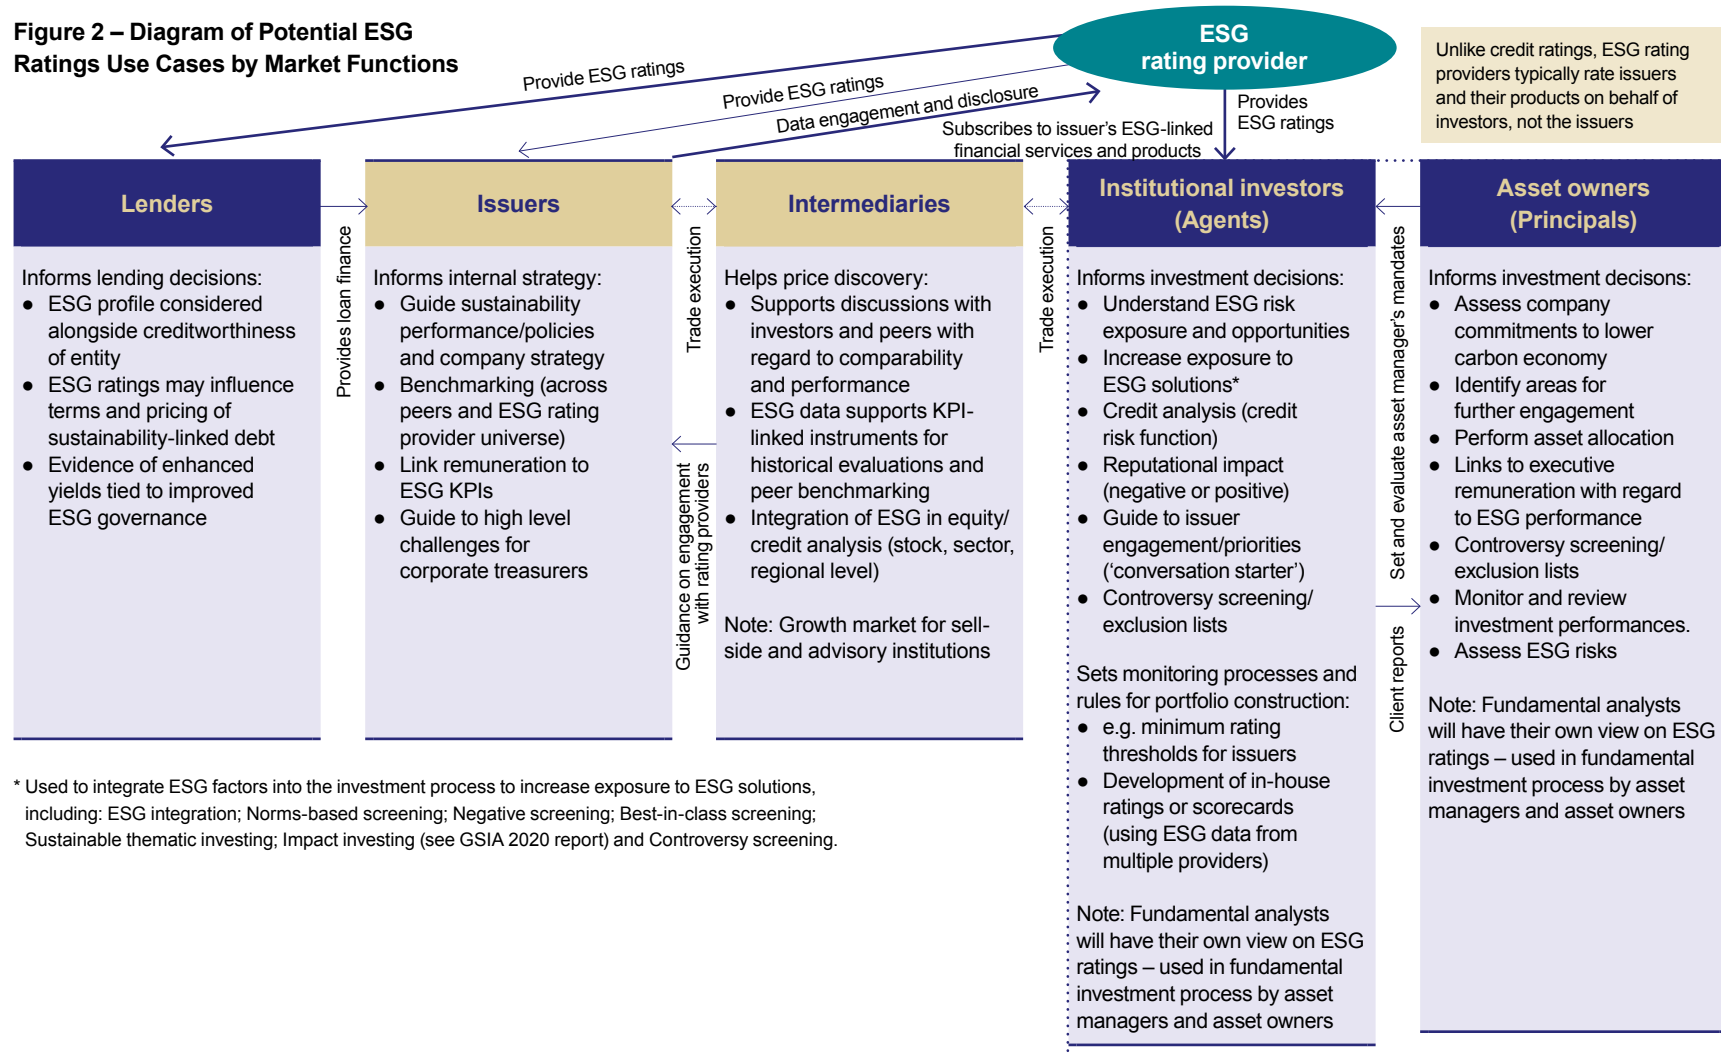 Figure 2 – Diagram of Potential ESG
Ratings Use Cases by Market Functions
ESG
rating provider
Unlike credit ratings, ESG rating
providers typically rate issuers
and their products on behalf of
investors, not the issuers
Provide ESG ratings
Provide ESG ratings
Data engagement and disclosure
Provides
ESG ratings
Subscribes to issuer’s ESG-linked
financial services and products
Lenders
Informs lending decisions:
● ESG profile considered
alongside creditworthiness
of entity
● ESG ratings may influence
terms and pricing of
sustainability-linked debt
● Evidence of enhanced
yields tied to improved
ESG governance
Provides loan finance
Issuers
Informs internal strategy:
● Guide sustainability
performance/policies
and company strategy
● Benchmarking (across
peers and ESG rating
provider universe)
● Link remuneration to
ESG KPIs
● Guide to high level
challenges for
corporate treasurers
Trade execution
Guidance on engagement
with rating providers
Intermediaries
Helps price discovery:
● Supports discussions with
investors and peers with
regard to comparability
and performance
● ESG data supports KPI-
linked instruments for
historical evaluations and
peer benchmarking
● Integration of ESG in equity/
credit analysis (stock, sector,
regional level)
Note: Growth market for sell-
side and advisory institutions
Trade execution
Institutional investors
(Agents)
Informs investment decisions:
● Understand ESG risk
exposure and opportunities
● Increase exposure to
ESG solutions*
● Credit analysis (credit
risk function)
● Reputational impact
(negative or positive)
● Guide to issuer
engagement/priorities
(‘conversation starter’)
● Controversy screening/
exclusion lists
Sets monitoring processes and
rules for portfolio construction:
● e.g. minimum rating
thresholds for issuers
● Development of in-house
ratings or scorecards
(using ESG data from
multiple providers)
Note: Fundamental analysts
will have their own view on ESG
ratings – used in fundamental
investment process by asset
managers and asset owners
Set and evaluate asset manager’s mandates
Client reports
Asset owners
(Principals)
Informs investment decisons:
● Assess company
commitments to lower
carbon economy
● Identify areas for
further engagement
● Perform asset allocation
● Links to executive
remuneration with regard
to ESG performance
● Controversy screening/
exclusion lists
● Monitor and review
investment performances.
● Assess ESG risks
Note: Fundamental analysts
will have their own view on ESG
ratings – used in fundamental
investment process by asset
managers and asset owners
* Used to integrate ESG factors into the investment process to increase exposure to ESG solutions,
including: ESG integration; Norms-based screening; Negative screening; Best-in-class screening;
Sustainable thematic investing; Impact investing (see GSIA 2020 report) and Controversy screening.